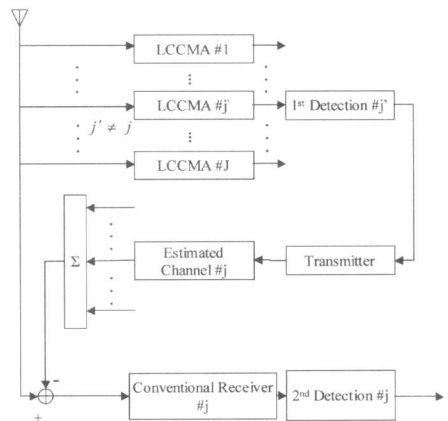 LCCMA #1
LCCMA #j
1st Detection #j'
j' ≠ j
LCCMA #J
Σ
Estimated
Channel #j
Transmitter
-
+
Conventional Receiver
#j
2nd Detection #j